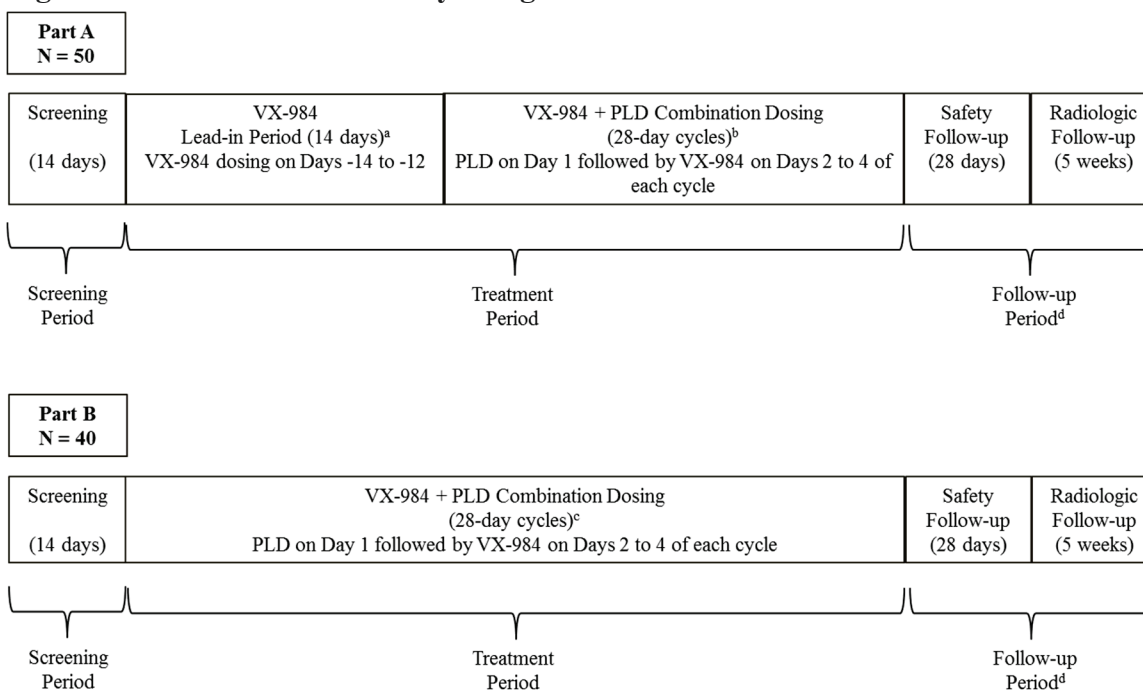 Part A
N = 50
Screening
(14 days)
VX-984
Lead-in Period (14 days)ᵃ
VX-984 dosing on Days -14 to -12
VX-984 + PLD Combination Dosing
(28-day cycles)ᵇ
PLD on Day 1 followed by VX-984 on Days 2 to 4 of
each cycle
Safety
Follow-up
(28 days)
Radiologic
Follow-up
(5 weeks)
Screening
Period
Treatment
Period
Follow-up
Periodᵈ
Part B
N = 40
Screening
(14 days)
VX-984 + PLD Combination Dosing
(28-day cycles)ᶜ
PLD on Day 1 followed by VX-984 on Days 2 to 4 of each cycle
Safety
Follow-up
(28 days)
Radiologic
Follow-up
(5 weeks)
Screening
Period
Treatment
Period
Follow-up
Periodᵈ